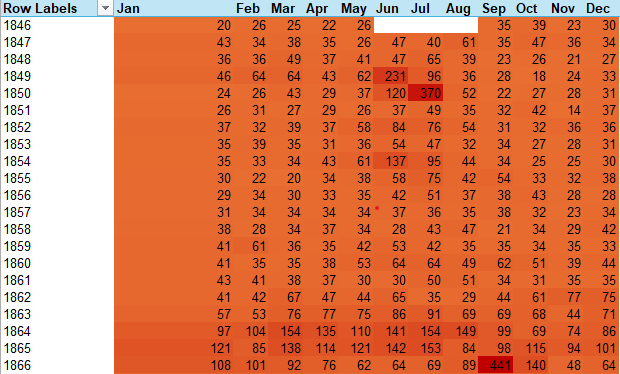 Row Labels Jan Feb Mar Apr May Jun Jul Aug Sep Oct Nov Dec
1846 20 26 25 22 26 35 39 23 30
1847 43 34 38 35 26 47 40 61 35 47 36 34
1848 36 36 49 37 41 47 65 39 23 26 21 27
1849 46 64 64 43 62 231 96 36 28 18 24 33
1850 24 26 43 29 37 120 370 52 22 27 28 31
1851 26 31 27 29 26 37 49 35 32 42 14 37
1852 37 32 39 37 58 84 76 54 31 32 36 36
1853 35 39 35 31 36 54 47 32 34 27 28 31
1854 35 33 34 43 61 137 95 44 34 25 25 30
1855 30 22 20 34 38 58 75 42 54 33 32 38
1856 29 34 30 33 35 42 51 37 38 43 28 28
1857 31 34 34 34 34 37 36 35 38 32 23 34
1858 38 28 34 37 34 28 43 47 21 34 29 42
1859 41 61 36 35 42 53 42 35 35 34 35 33
1860 41 35 35 38 53 64 64 49 62 51 39 44
1861 43 41 38 37 30 30 50 51 34 31 35 35
1862 41 42 67 47 44 65 35 29 44 61 77 75
1863 57 53 76 77 75 86 91 69 69 68 44 71
1864 97 104 154 135 110 141 154 149 99 69 74 86
1865 121 85 138 114 121 142 153 84 98 115 94 101
1866 108 101 92 76 62 64 69 89 441 140 48 64